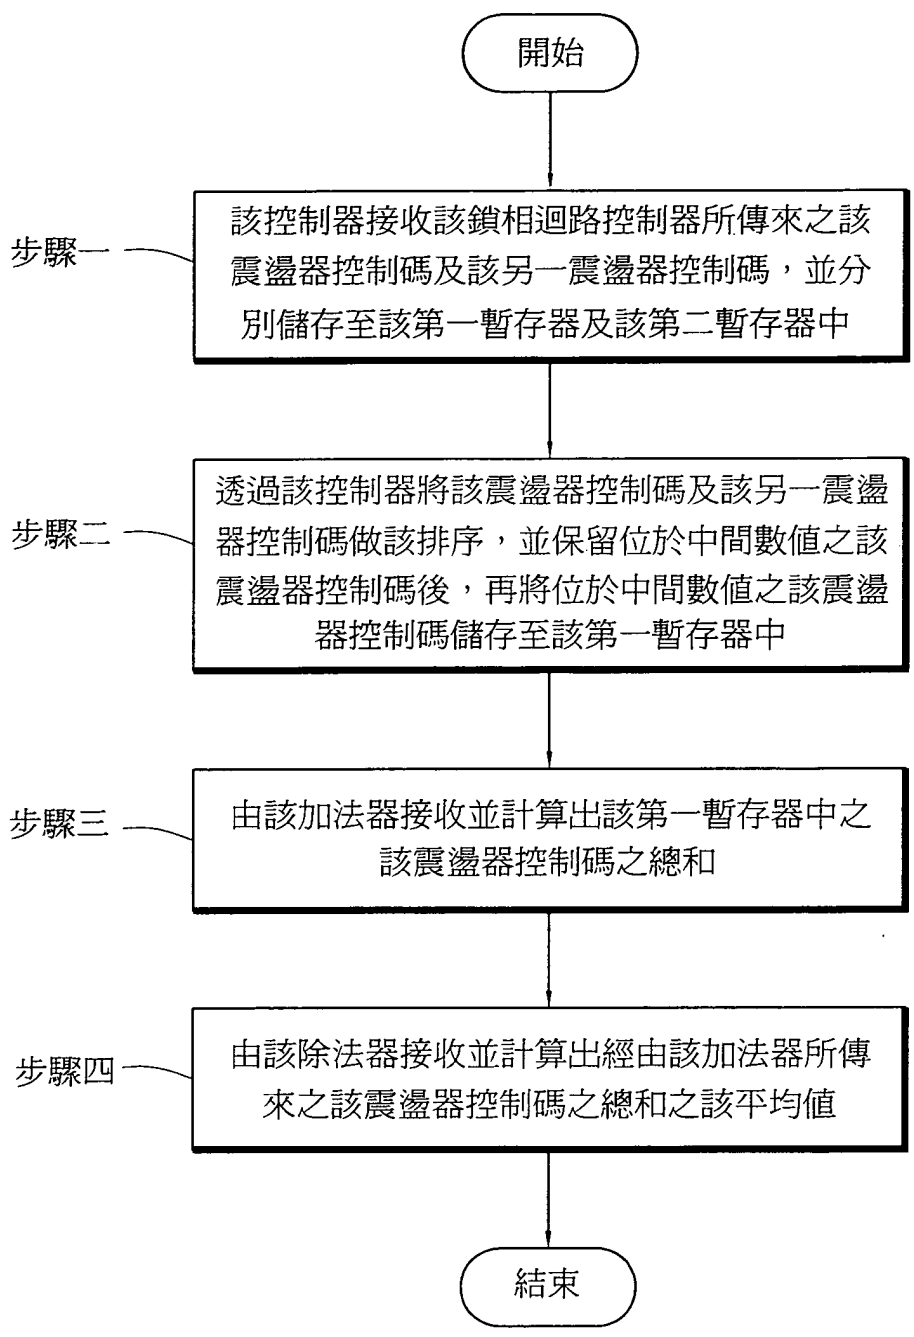 開始
步驟一
該控制器接收該鎖相迴路控制器所傳來之該
震盪器控制碼及該另一震盪器控制碼，並分
別儲存至該第一暫存器及該第二暫存器中
步驟二
透過該控制器將該震盪器控制碼及該另一震盪
器控制碼做該排序，並保留位於中間數值之該
震盪器控制碼後，再將位於中間數值之該震盪
器控制碼儲存至該第一暫存器中
步驟三
由該加法器接收並計算出該第一暫存器中之
該震盪器控制碼之總和
步驟四
由該除法器接收並計算出經由該加法器所傳
來之該震盪器控制碼之總和之該平均值
結束